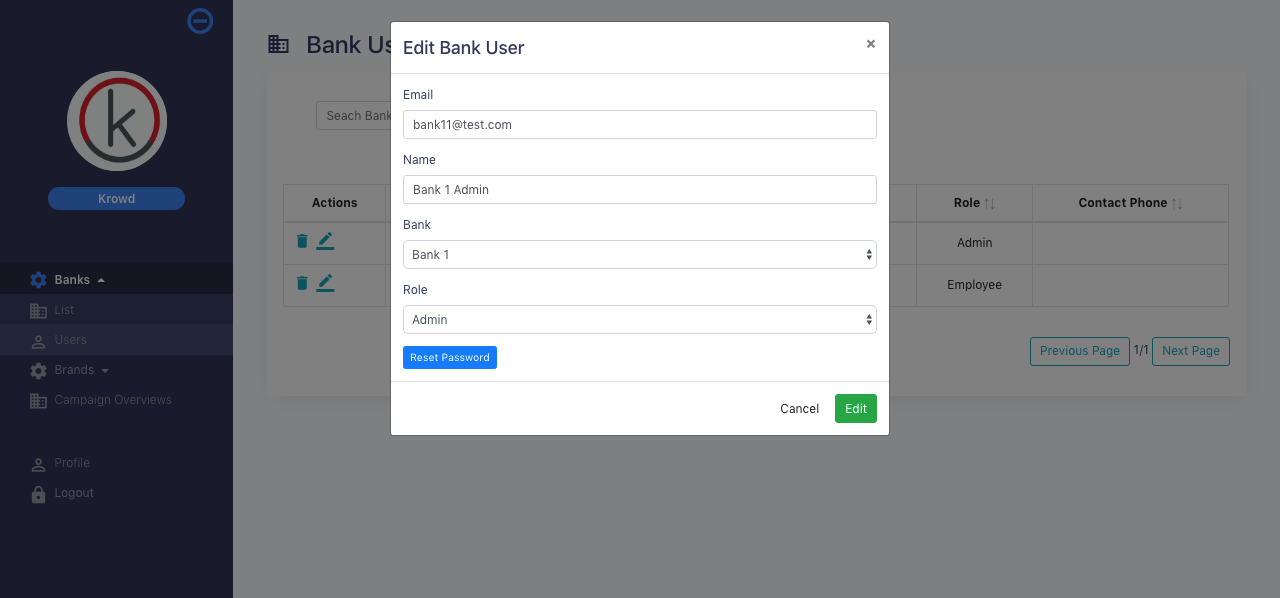 k
Krowd
Banks
List
Users
Brands
Campaign Overviews
Profile
Logout
Bank Us
Seach Bank
Actions
Role
Contact Phone
Admin
Employee
Previous Page 1/1 Next Page
Edit Bank User ×
Email
bank11@test.com
Name
Bank 1 Admin
Bank
Bank 1
Role
Admin
Reset Password
Cancel Edit